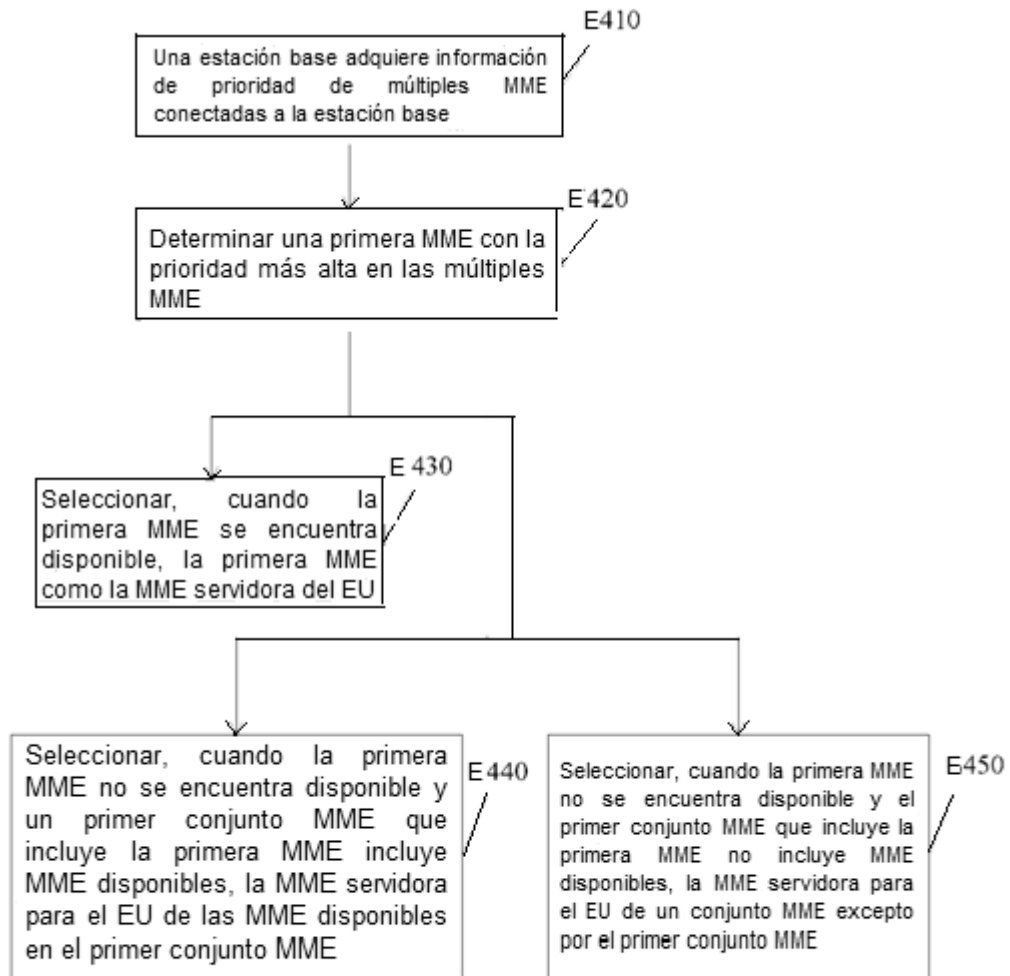 E410
Una estación base adquiere información
de prioridad de múltiples MME
conectadas a la estación base
E420
Determinar una primera MME con la
prioridad más alta en las múltiples
MME
E 430
Seleccionar, cuando la
primera MME se encuentra
disponible, la primera MME
como la MME servidora del EU
E440
Seleccionar, cuando la primera
MME no se encuentra disponible y
un primer conjunto MME que
incluye la primera MME incluye
MME disponibles, la MME servidora
para el EU de las MME disponibles
en el primer conjunto MME
E450
Seleccionar, cuando la primera MME
no se encuentra disponible y el
primer conjunto MME que incluye la
primera MME no incluye MME
disponibles, la MME servidora para
el EU de un conjunto MME excepto
por el primer conjunto MME